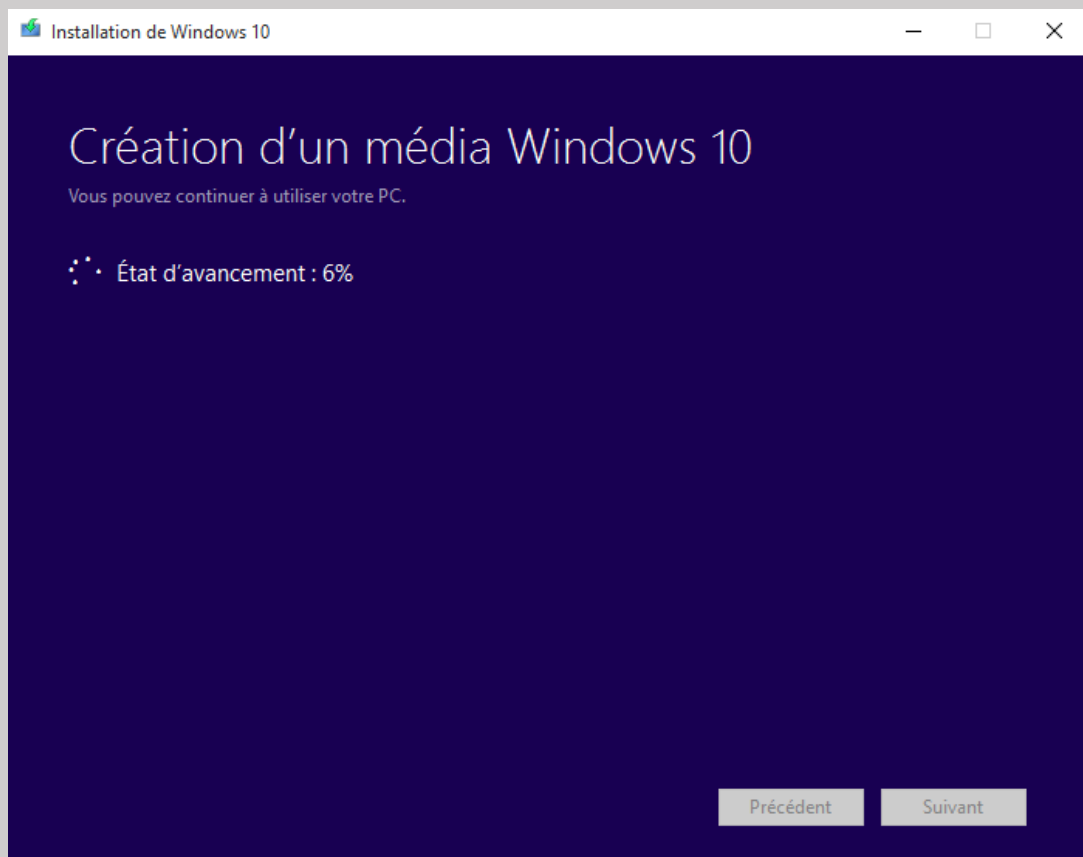 Installation de Windows 10
Création d’un média Windows 10
Vous pouvez continuer à utiliser votre PC.
État d’avancement : 6%
Précédent
Suivant